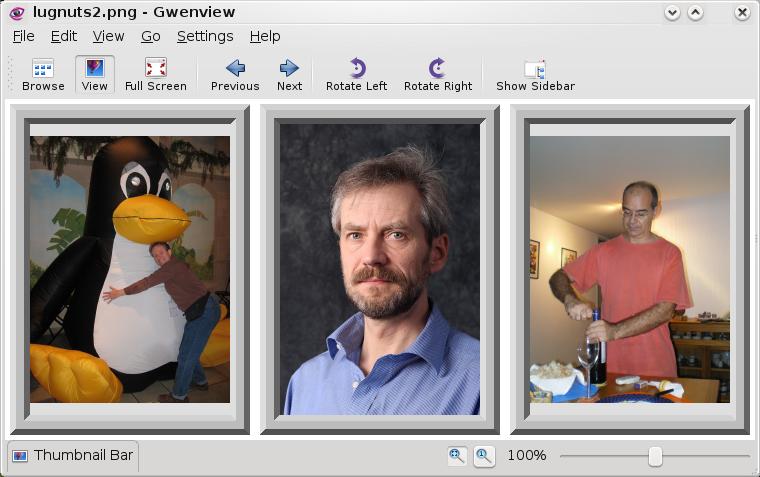 lugnuts2.png - Gwenview
File Edit View Go Settings Help
Browse View Full Screen Previous Next Rotate Left Rotate Right Show Sidebar
Thumbnail Bar 100%